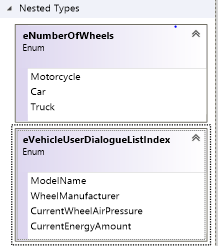 Nested Types
eNumberOfWheels
Enum
Motorcycle
Car
Truck
eVehicleUserDialogueListIndex
Enum
ModelName
WheelManufacturer
CurrentWheelAirPressure
CurrentEnergyAmount